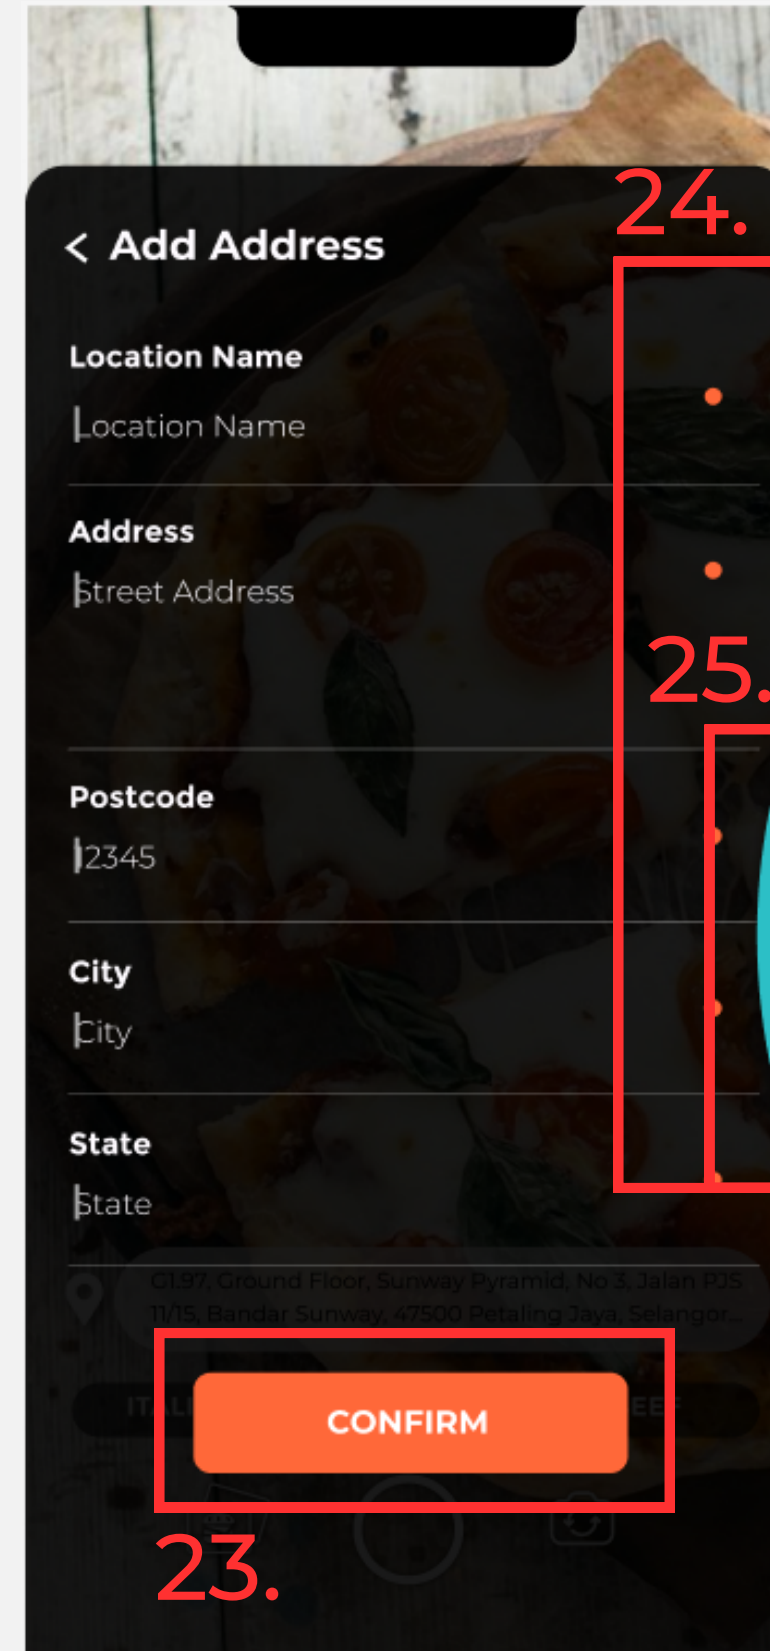 24.
< Add Address
Location Name
Location Name
Address
Street Address
25.
Postcode
12345
City
City
State
State
C1.97, Ground Floor, Sunway Pyramid, No 3, Jalan PJS
11/15, Bandar Sunway, 47500 Petaling Jaya, Selangor...
CONFIRM
23.